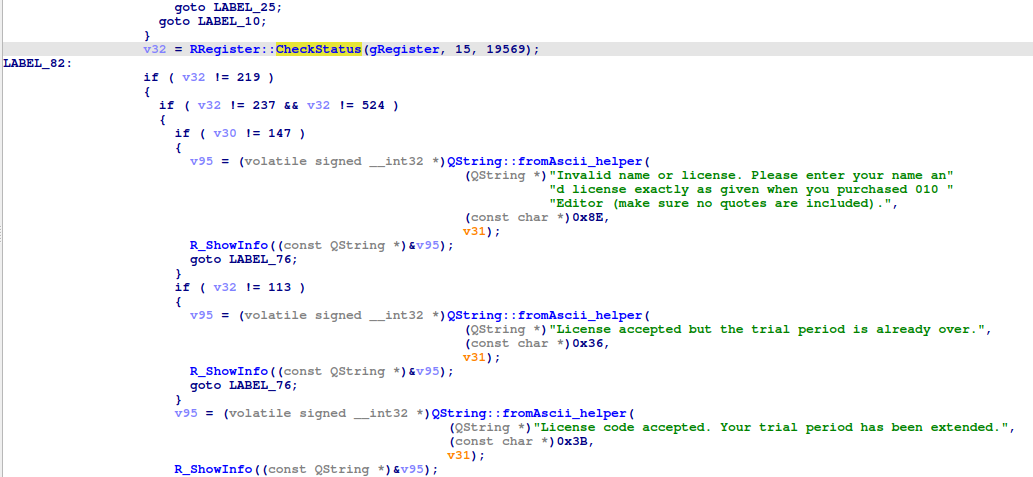 goto LABEL_25;
goto LABEL_10;
}
v32 = RRegister::CheckStatus(gRegister, 15, 19569);
LABEL_82:
if ( v32 != 219 )
{
if ( v32 != 237 && v32 != 524 )
{
if ( v30 != 147 )
{
v95 = (volatile signed __int32 *)QString::fromAscii_helper(
(QString *)"Invalid name or license. Please enter your name an"
"d license exactly as given when you purchased 010 "
"Editor (make sure no quotes are included).",
(const char *)0x8E,
v31);
R_ShowInfo((const QString *)&v95);
goto LABEL_76;
}
if ( v32 != 113 )
{
v95 = (volatile signed __int32 *)QString::fromAscii_helper(
(QString *)"License accepted but the trial period is already over.",
(const char *)0x36,
v31);
R_ShowInfo((const QString *)&v95);
goto LABEL_76;
}
v95 = (volatile signed __int32 *)QString::fromAscii_helper(
(QString *)"License code accepted. Your trial period has been extended.",
(const char *)0x3B,
v31);
R_ShowInfo((const QString *)&v95);